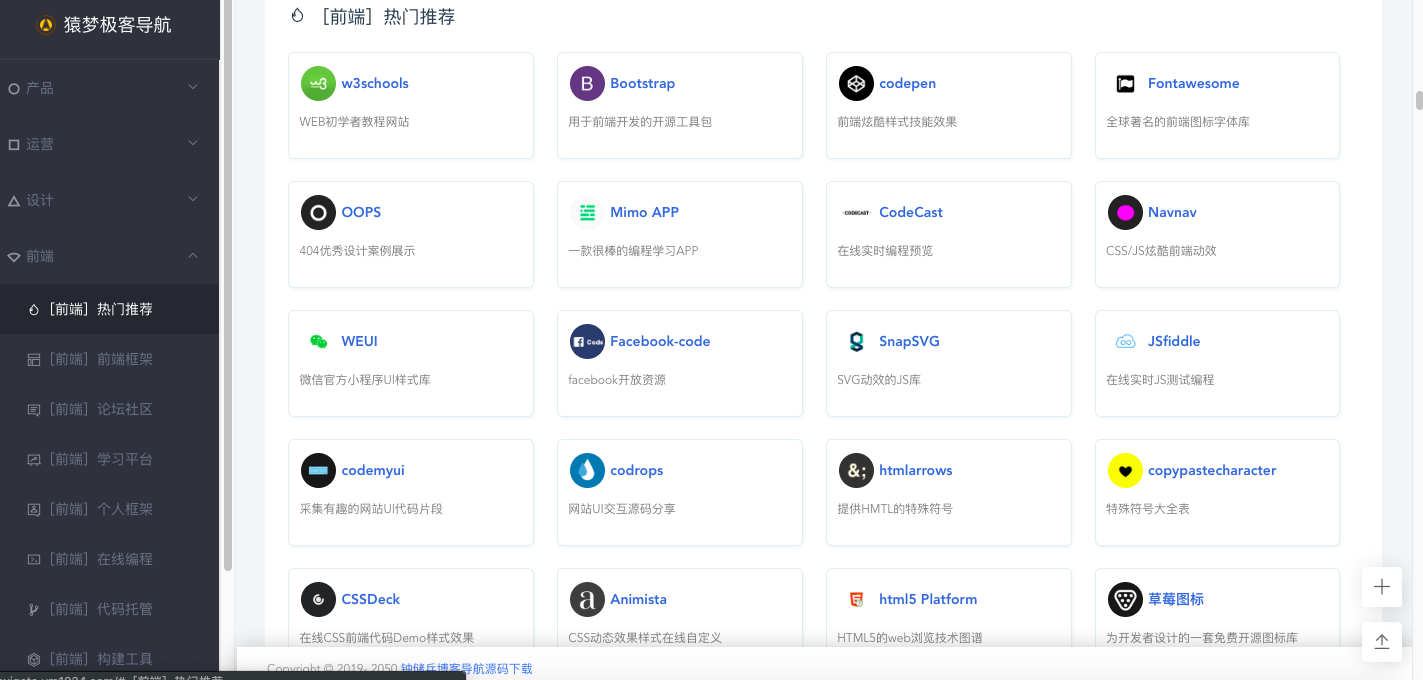 猿梦极客导航
产品
运营
设计
前端
［前端］热门推荐
［前端］前端框架
［前端］论坛社区
［前端］学习平台
［前端］个人框架
［前端］在线编程
［前端］代码托管
［前端］构建工具
［前端］热门推荐
w3schools
WEB初学者教程网站
Bootstrap
用于前端开发的开源工具包
codepen
前端炫酷样式技能效果
Fontawesome
全球著名的前端图标字体库
OOPS
404优秀设计案例展示
Mimo APP
一款很棒的编程学习APP
CODECAST
CodeCast
在线实时编程预览
Navnav
CSS/JS炫酷前端动效
WEUI
微信官方小程序UI样式库
Code
Facebook-code
facebook开放资源
SnapSVG
SVG动效的JS库
JSfiddle
在线实时JS测试编程
codemyui
采集有趣的网站UI代码片段
codrops
网站UI交互源码分享
&;
htmlarrows
提供HMTL的特殊符号
copypastecharacter
特殊符号大全表
CSSDeck
在线CSS前端代码Demo样式效果
a
Animista
CSS动态效果样式在线自定义
html5 Platform
HTML5的web浏览技术图谱
草莓图标
为开发者设计的一套免费开源图标库
Copyright © 2019- 2050 钟储兵博客导航源码下载